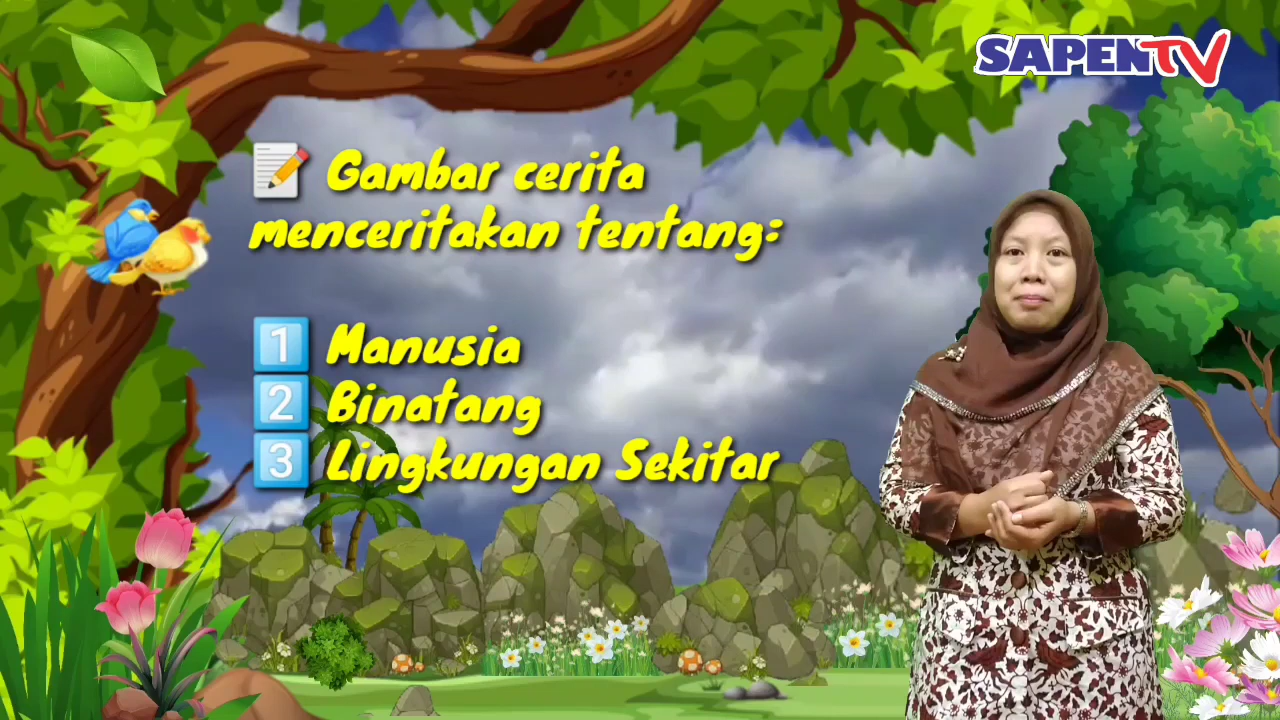 SAPENTV
📝 Gambar cerita
menceritakan tentang:
1️⃣ Manusia
2️⃣ Binatang
3️⃣ Lingkungan Sekitar